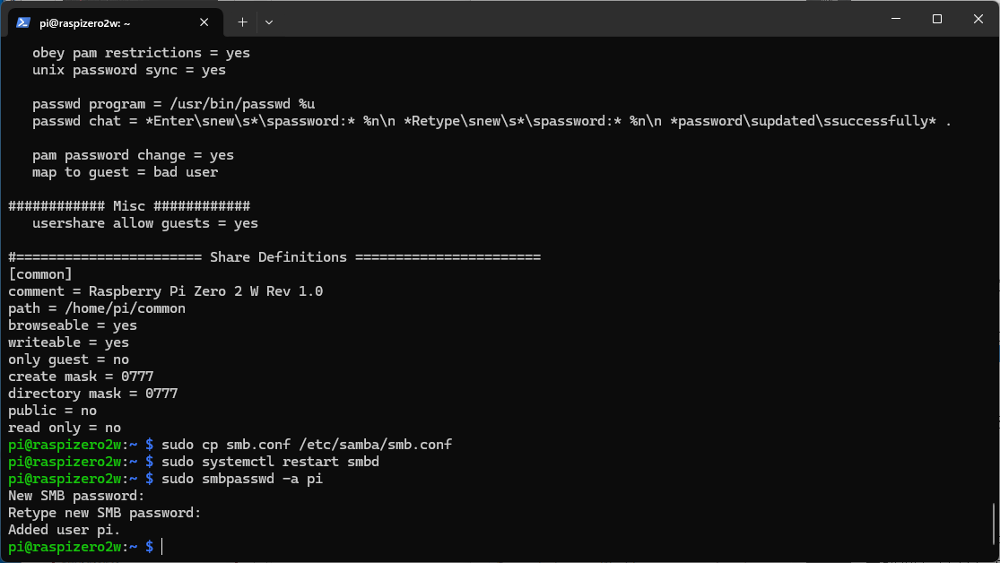 pi@raspizero2w: ~
obey pam restrictions = yes
unix password sync = yes
passwd program = /usr/bin/passwd %u
passwd chat = *Enter\snew\s*\spassword:* %n\n *Retype\snew\s*\spassword:* %n\n *password\supdated\ssuccessfully* .
pam password change = yes
map to guest = bad user
############ Misc ############
usershare allow guests = yes
#======================= Share Definitions =======================
[common]
comment = Raspberry Pi Zero 2 W Rev 1.0
path = /home/pi/common
browseable = yes
writeable = yes
only guest = no
create mask = 0777
directory mask = 0777
public = no
read only = no
pi@raspizero2w:~ $ sudo cp smb.conf /etc/samba/smb.conf
pi@raspizero2w:~ $ sudo systemctl restart smbd
pi@raspizero2w:~ $ sudo smbpasswd -a pi
New SMB password:
Retype new SMB password:
Added user pi.
pi@raspizero2w:~ $